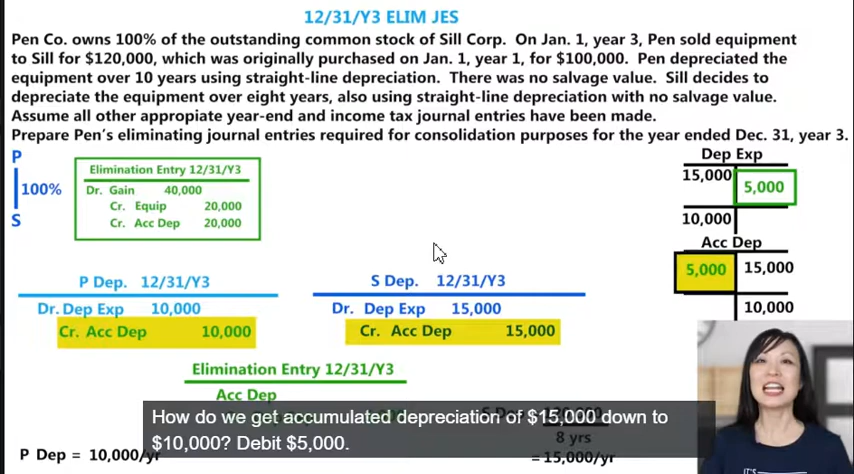 12/31/Y3 ELIM JES
Pen Co. owns 100% of the outstanding common stock of Sill Corp. On Jan. 1, year 3, Pen sold equipment
to Sill for $120,000, which was originally purchased on Jan. 1, year 1, for $100,000. Pen depreciated the
equipment over 10 years using straight-line depreciation. There was no salvage value. Sill decides to
depreciate the equipment over eight years, also using straight-line depreciation with no salvage value.
Assume all other appropiate year-end and income tax journal entries have been made.
Prepare Pen's eliminating journal entries required for consolidation purposes for the year ended Dec. 31, year 3.
P
100%
S
Elimination Entry 12/31/Y3
Dr. Gain 40,000
Cr. Equip 20,000
Cr. Acc Dep 20,000
Dep Exp
15,000 5,000
10,000
Acc Dep
5,000 15,000
10,000
P Dep. 12/31/Y3
Dr. Dep Exp 10,000
Cr. Acc Dep 10,000
S Dep. 12/31/Y3
Dr. Dep Exp 15,000
Cr. Acc Dep 15,000
Elimination Entry 12/31/Y3
Acc Dep
How do we get accumulated depreciation of $15,000 down to
$10,000? Debit $5,000.
P Dep = 10,000/yr
8 yrs
= 15,000/yr
IT'S